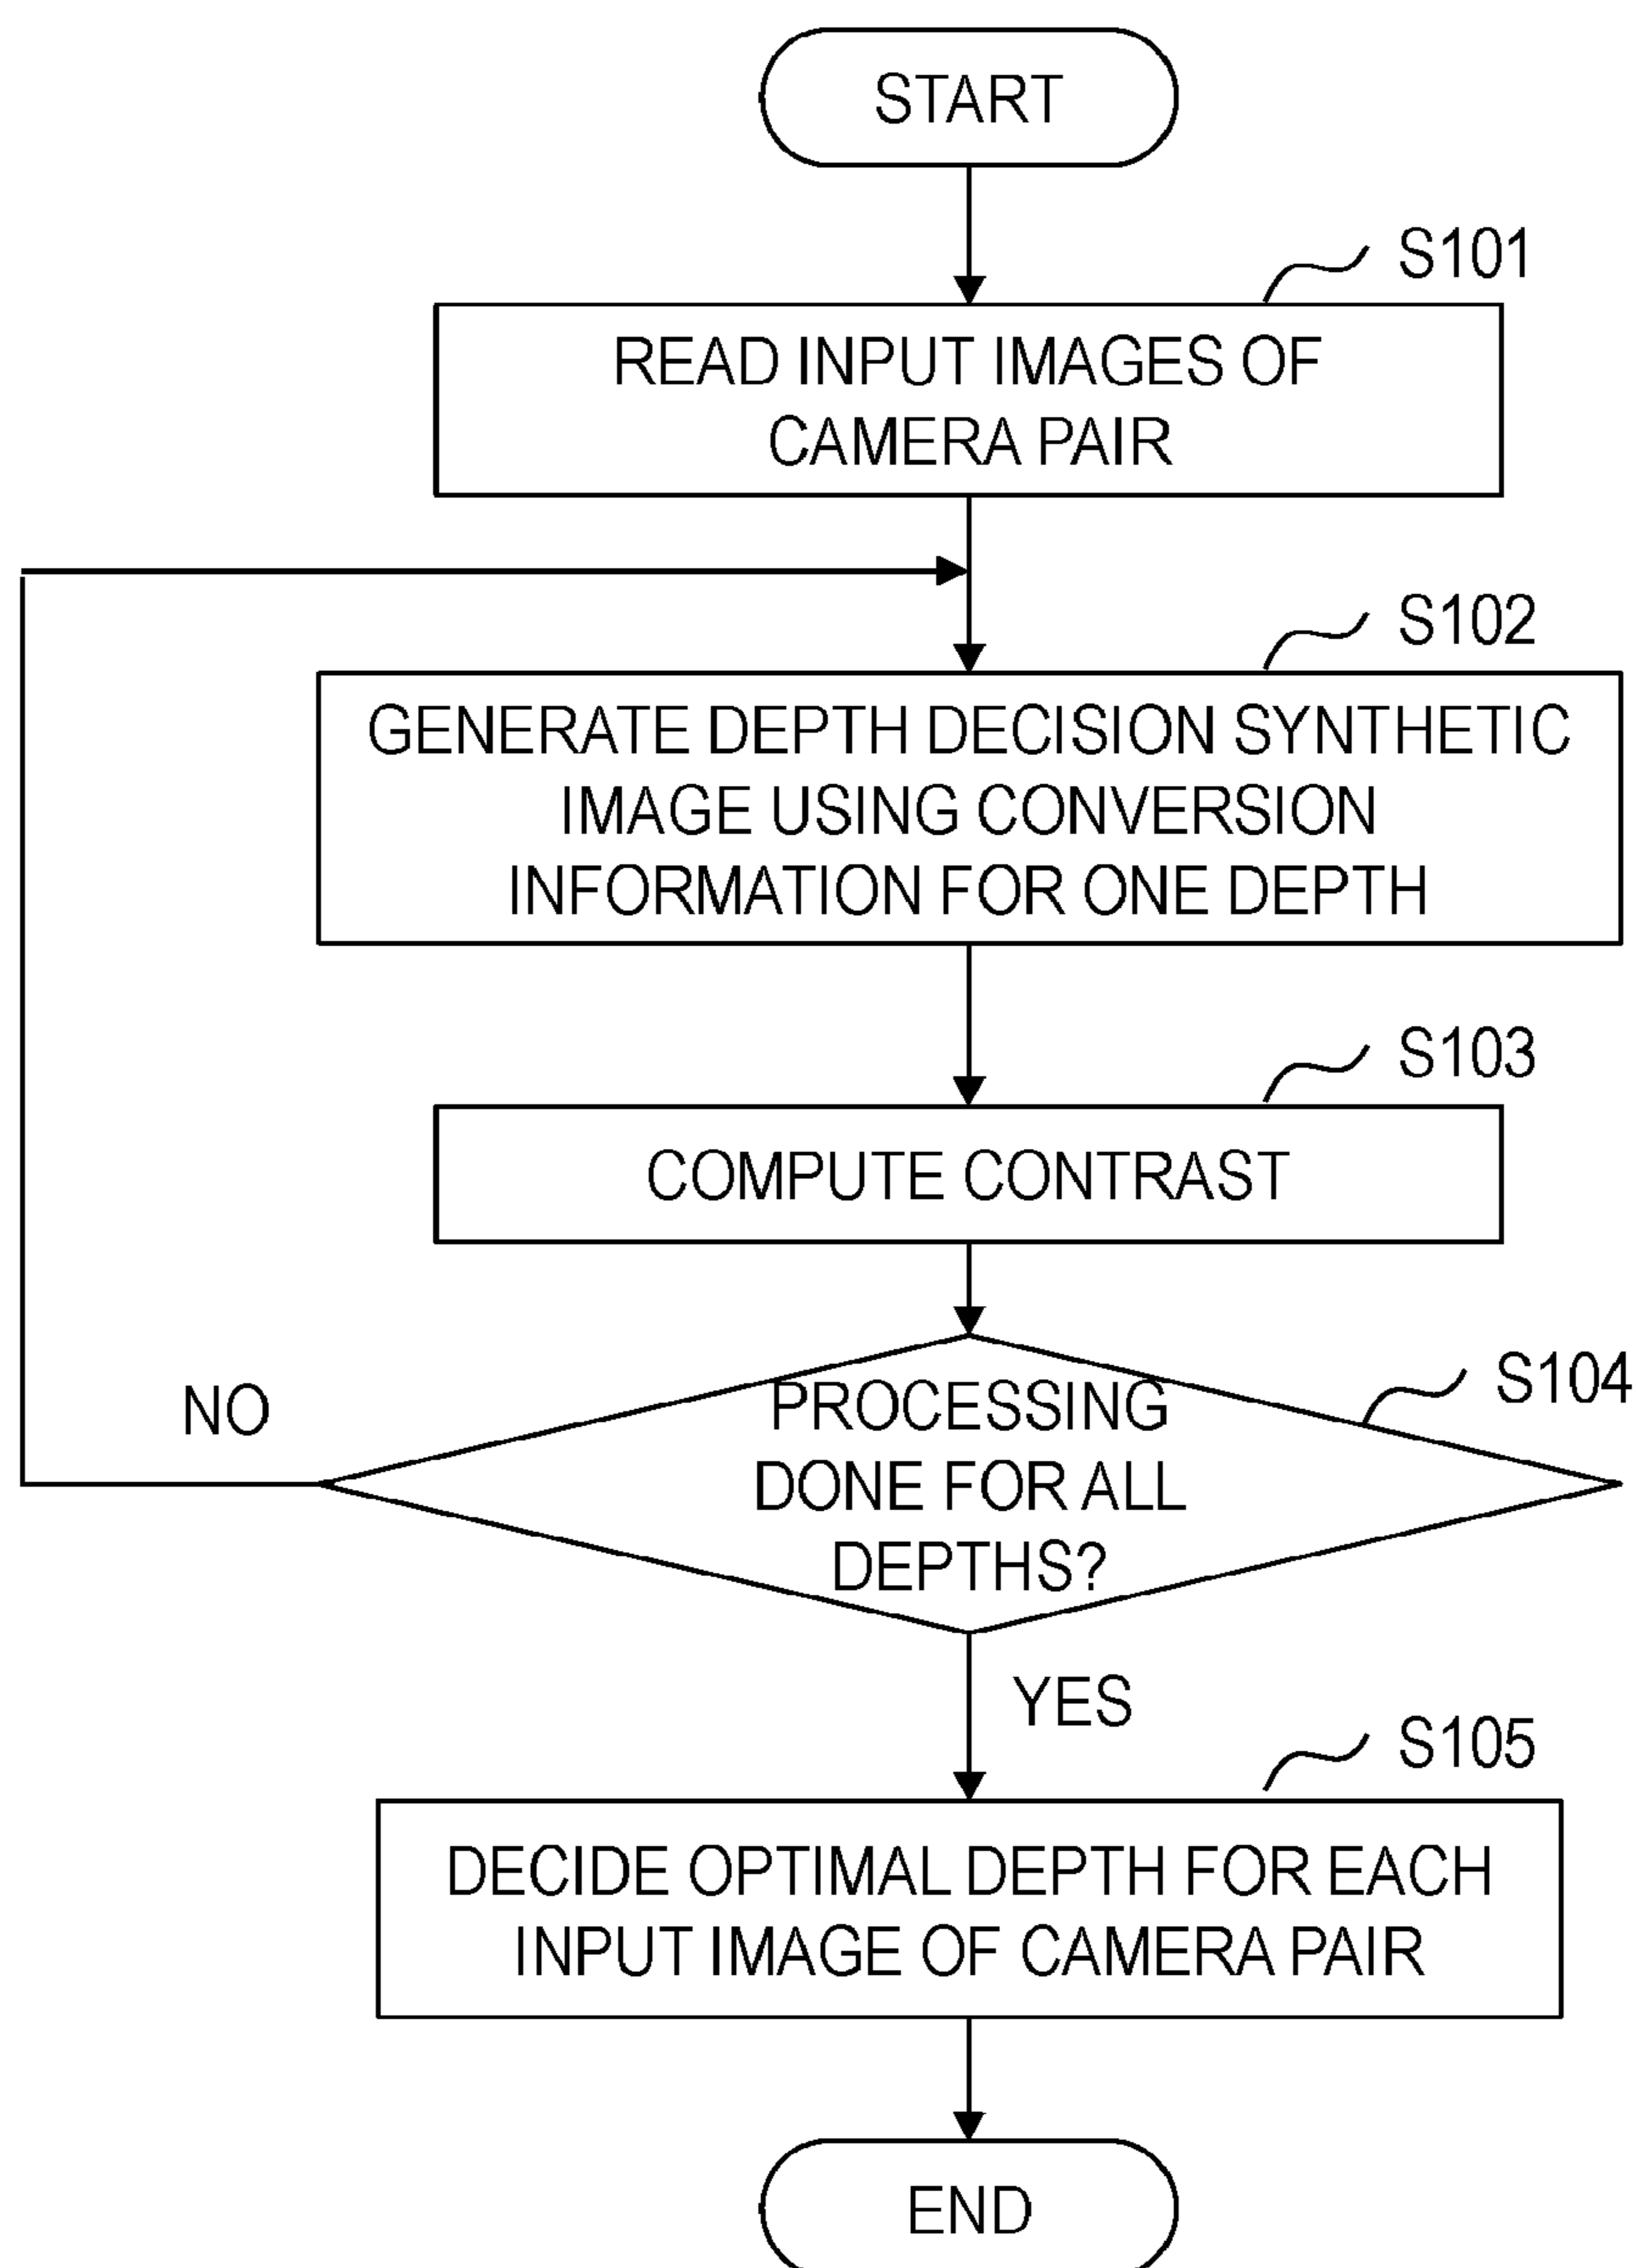 START
S101
READ INPUT IMAGES OF
CAMERA PAIR
S102
GENERATE DEPTH DECISION SYNTHETIC
IMAGE USING CONVERSION
INFORMATION FOR ONE DEPTH
S103
COMPUTE CONTRAST
S104
NO
PROCESSING
DONE FOR ALL
DEPTHS?
YES
S105
DECIDE OPTIMAL DEPTH FOR EACH
INPUT IMAGE OF CAMERA PAIR
END